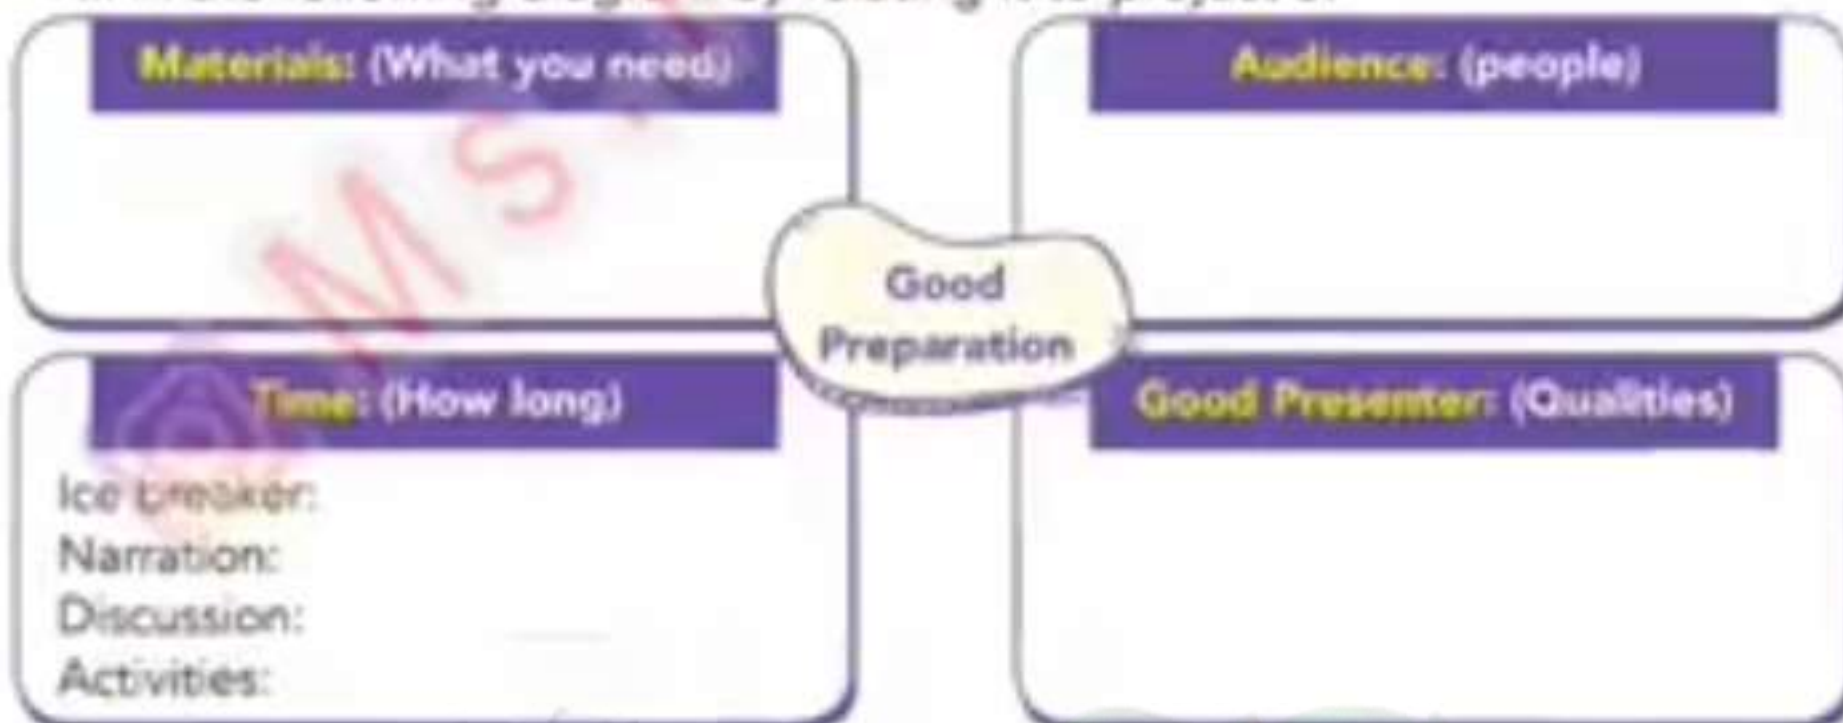 Materials: (What you need)
Audience: (people)
Good
Preparation
Time: (How long)
Ice breaker:
Narration:
Discussion:
Activities:
Good Presenter: (Qualities)